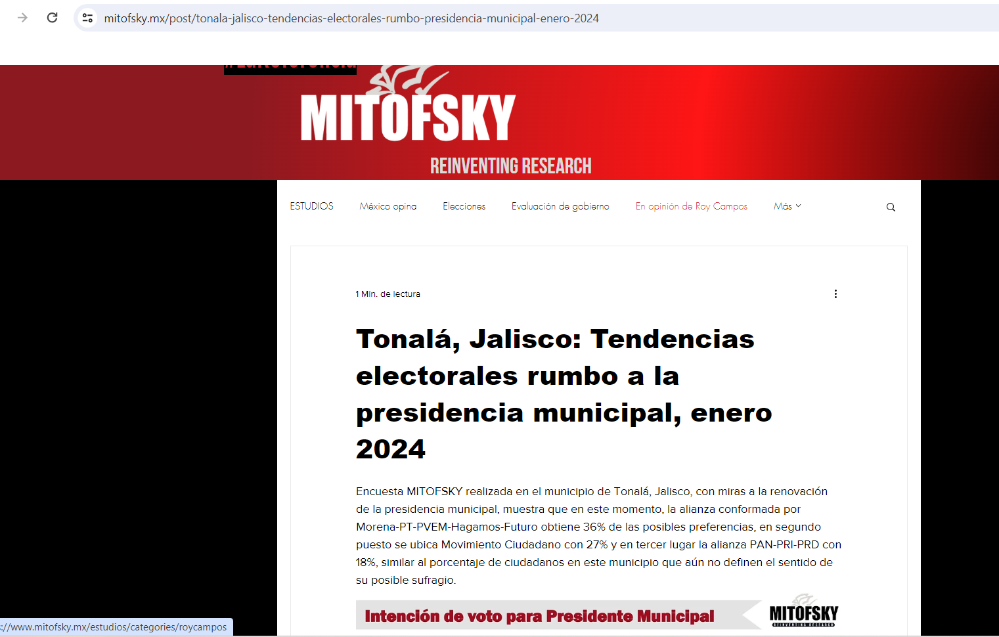 mitofsky.mx/post/tonala-jalisco-tendencias-electorales-rumbo-presidencia-municipal-enero-2024
MITOFSKY
REINVENTING RESEARCH
ESTUDIOS México opina Elecciones Evaluación de gobierno En opinión de Roy Campos Más
1 Min. de lectura
Tonalá, Jalisco: Tendencias
electorales rumbo a la
presidencia municipal, enero
2024
Encuesta MITOFSKY realizada en el municipio de Tonalá, Jalisco, con miras a la renovación
de la presidencia municipal, muestra que en este momento, la alianza conformada por
Morena-PT-PVEM-Hagamos-Futuro obtiene 36% de las posibles preferencias, en segundo
puesto se ubica Movimiento Ciudadano con 27% y en tercer lugar la alianza PAN-PRI-PRD con
18%, similar al porcentaje de ciudadanos en este municipio que aún no definen el sentido de
su posible sufragio.
Intención de voto para Presidente Municipal
MITOFSKY
REINVENTING RESEARCH
://www.mitofsky.mx/estudios/categories/roycampos